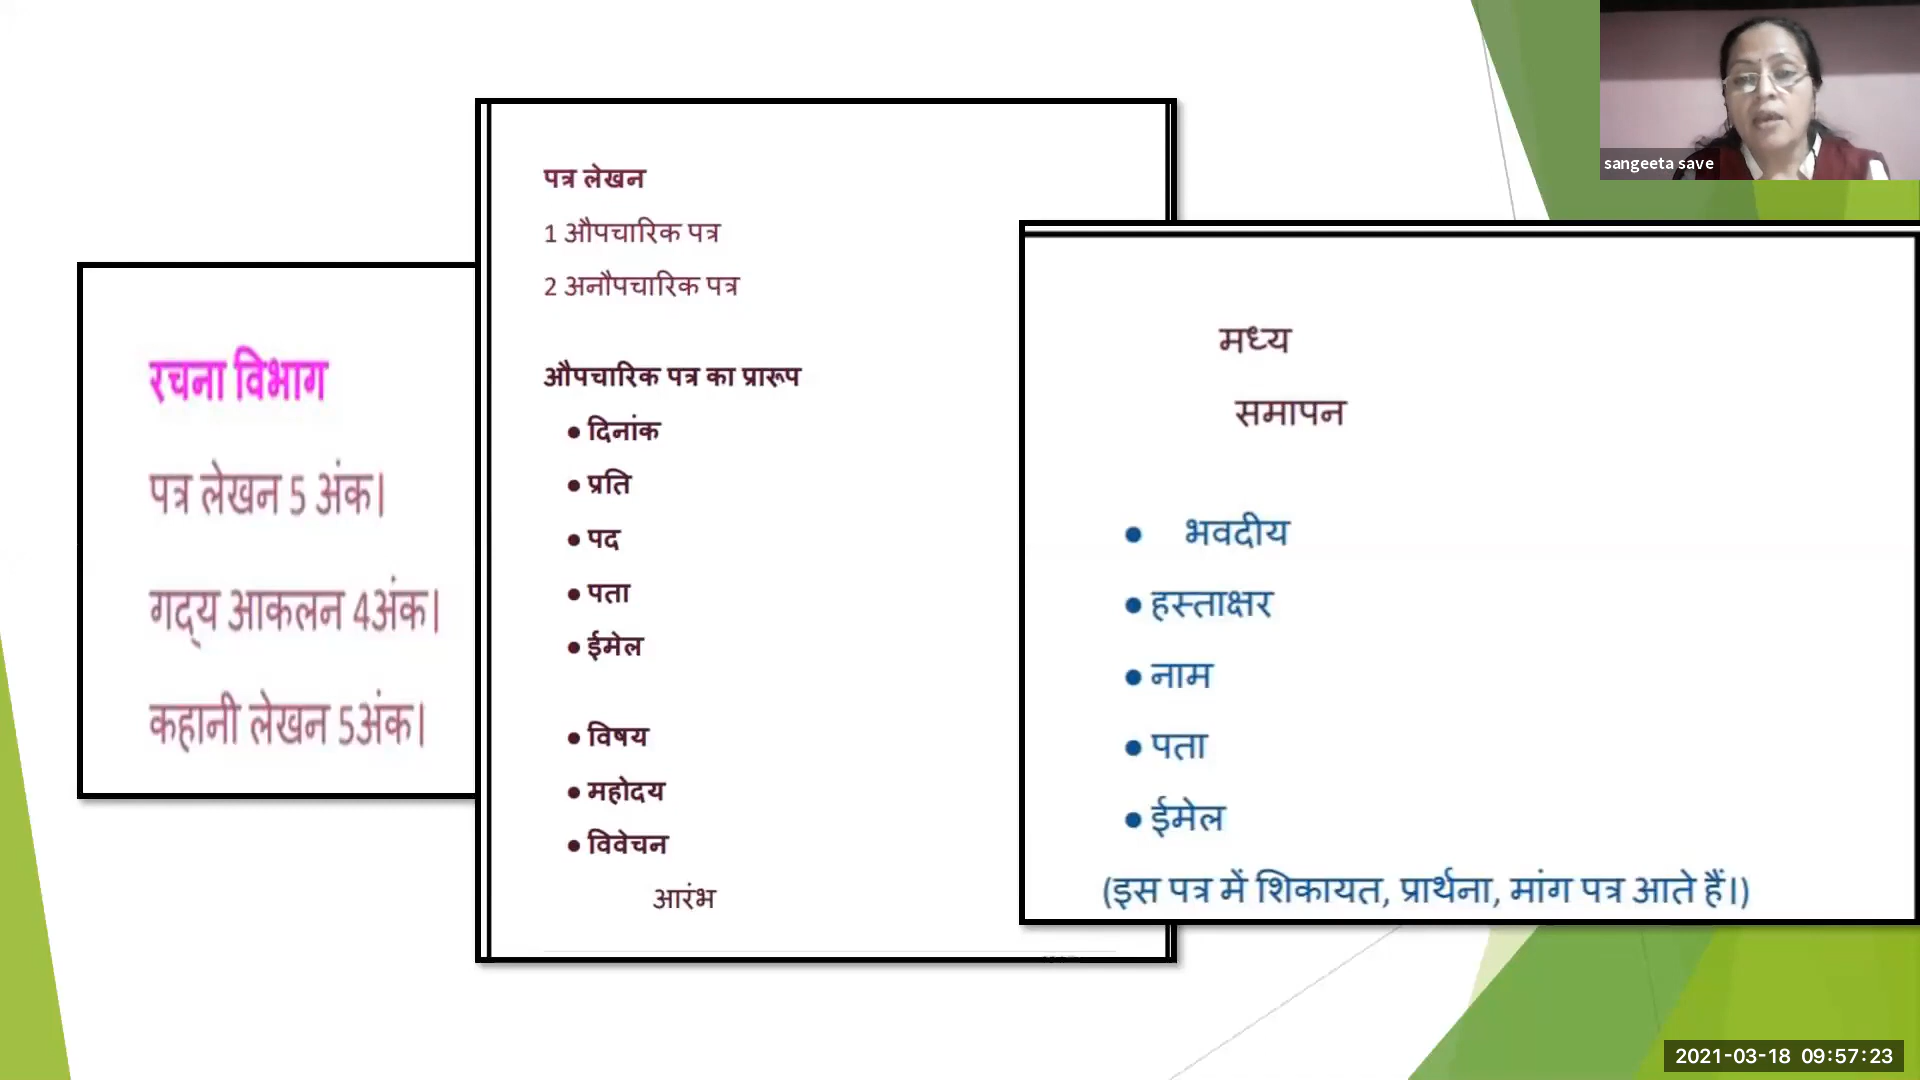 रचना विभाग
पत्र लेखन 5 अंक।
गद्‌य आकलन 4अंक।
कहानी लेखन 5अंक।
पत्र लेखन
1 औपचारिक पत्र
2 अनौपचारिक पत्र
औपचारिक पत्र का प्रारूप
● दिनांक
● प्रति
● पद
● पता
● ईमेल
● विषय
● महोदय
● विवेचन
आरंभ
मध्य
समापन
● भवदीय
● हस्ताक्षर
● नाम
● पता
● ईमेल
(इस पत्र में शिकायत, प्रार्थना, मांग पत्र आते हैं।)
sangeeta save
2021-03-18 09:57:23